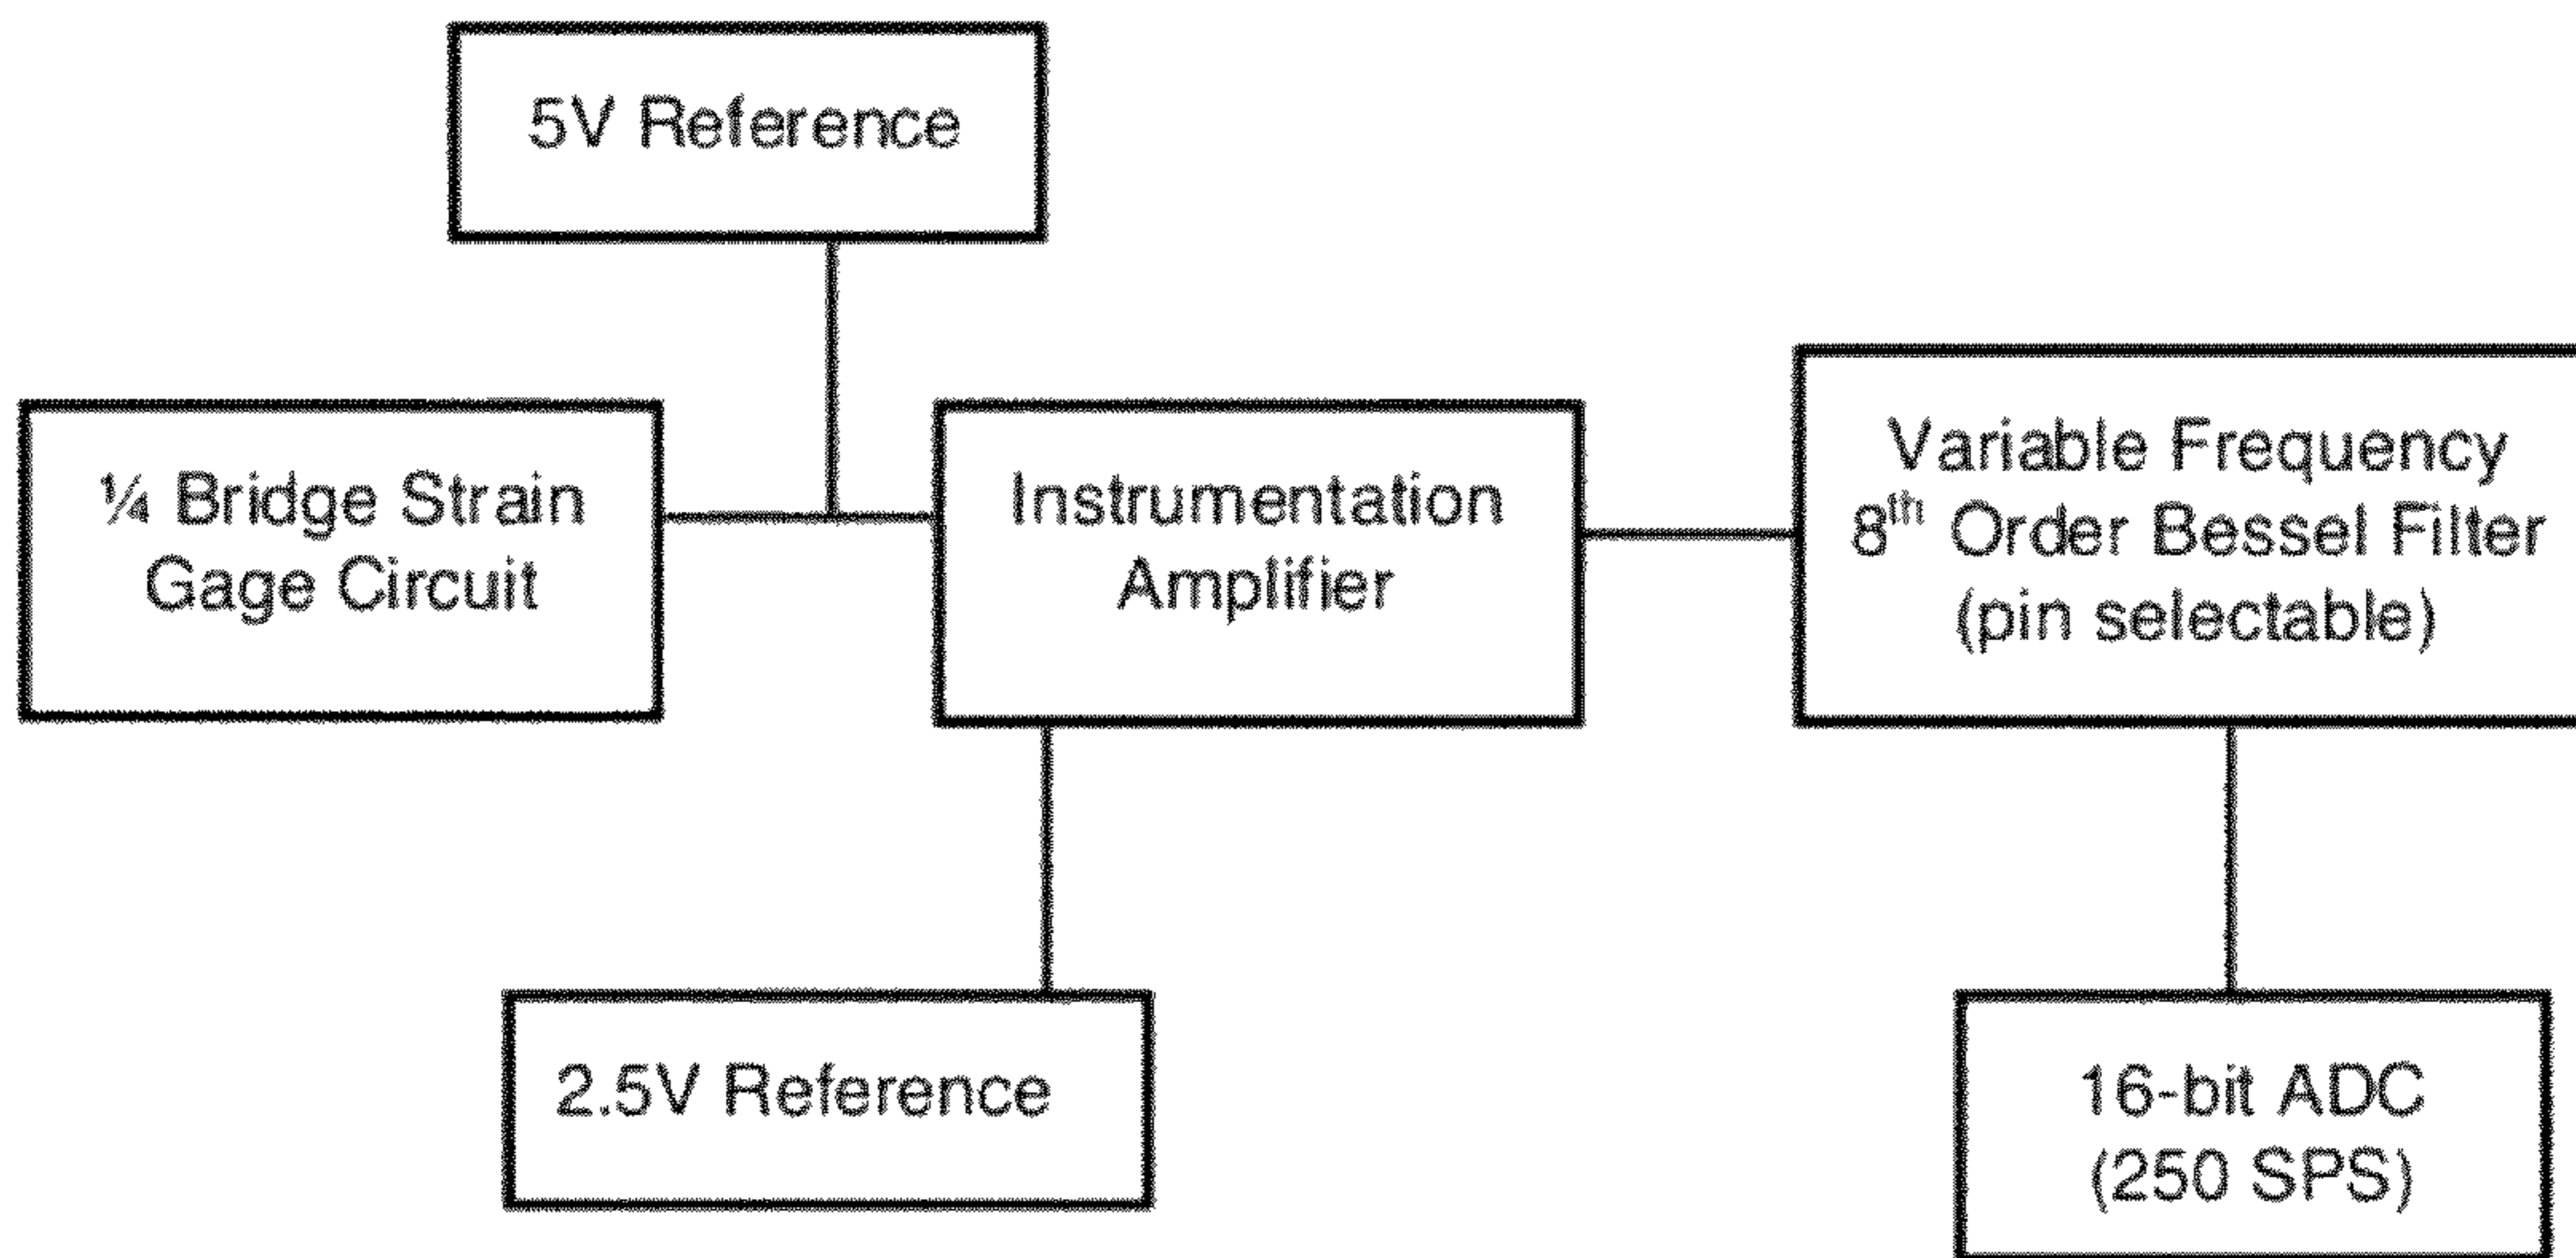 5V Reference
¼ Bridge Strain
Gage Circuit
Instrumentation
Amplifier
Variable Frequency
8th Order Bessel Filter
(pin selectable)
2.5V Reference
16-bit ADC
(250 SPS)